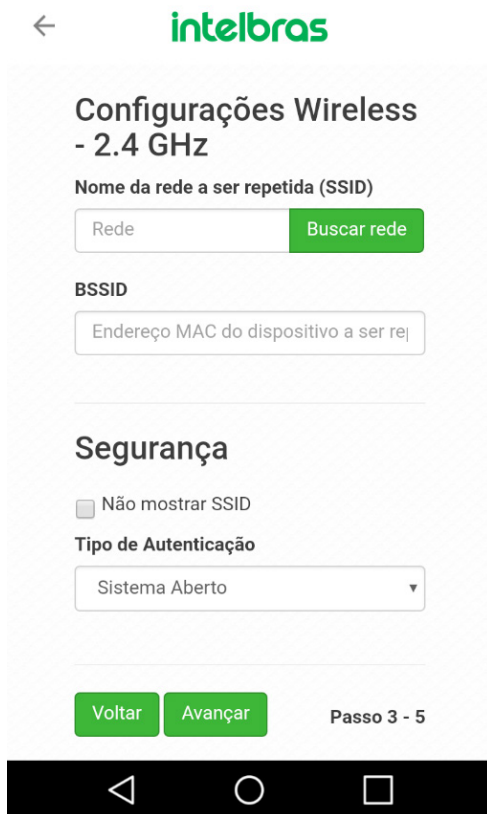 intelbras
Configurações Wireless
- 2.4 GHz
Nome da rede a ser repetida (SSID)
Rede
Buscar rede
BSSID
Endereço MAC do dispositivo a ser re
Segurança
Não mostrar SSID
Tipo de Autenticação
Sistema Aberto
Voltar
Avançar
Passo 3 - 5